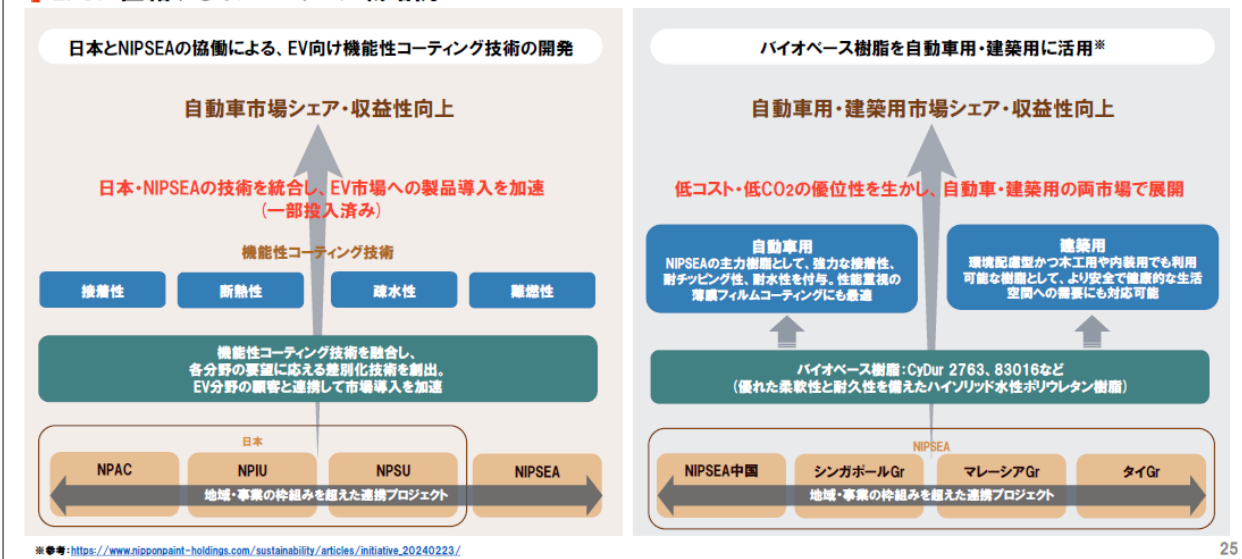 日本とNIPSEAの協働による、EV向け機能性コーティング技術の開発
自動車市場シェア・収益性向上
日本・NIPSEAの技術を統合し、EV市場への製品導入を加速
(一部投入済み)
機能性コーティング技術
接着性
断熱性
疎水性
難燃性
機能性コーティング技術を融合し、
各分野の要望に応える差別化技術を創出。
EV分野の顧客と連携して市場導入を加速
日本
NPAC
NPIU
NPSU
NIPSEA
地域・事業の枠組みを超えた連携プロジェクト
バイオベース樹脂を自動車用・建築用に活用※
自動車用・建築用市場シェア・収益性向上
低コスト・低CO2の優位性を生かし、自動車・建築用の両市場で展開
自動車用
NIPSEAの主力樹脂として、強力な接着性、
耐チッピング性、耐水性を付与。性能重視の
薄膜フィルムコーティングにも最適
建築用
環境配慮型かつ木工用や内装用でも利用
可能な樹脂として、より安全で健康的な生活
空間への需要にも対応可能
バイオベース樹脂:CyDur 2763、83016など
(優れた柔軟性と耐久性を備えたハイソリッド水性ポリウレタン樹脂)
NIPSEA
NIPSEA中国
シンガポールGr
マレーシアGr
タイGr
地域・事業の枠組みを超えた連携プロジェクト
※参考:https://www.nipponpaint-holdings.com/sustainability/articles/initiative_20240223/
25